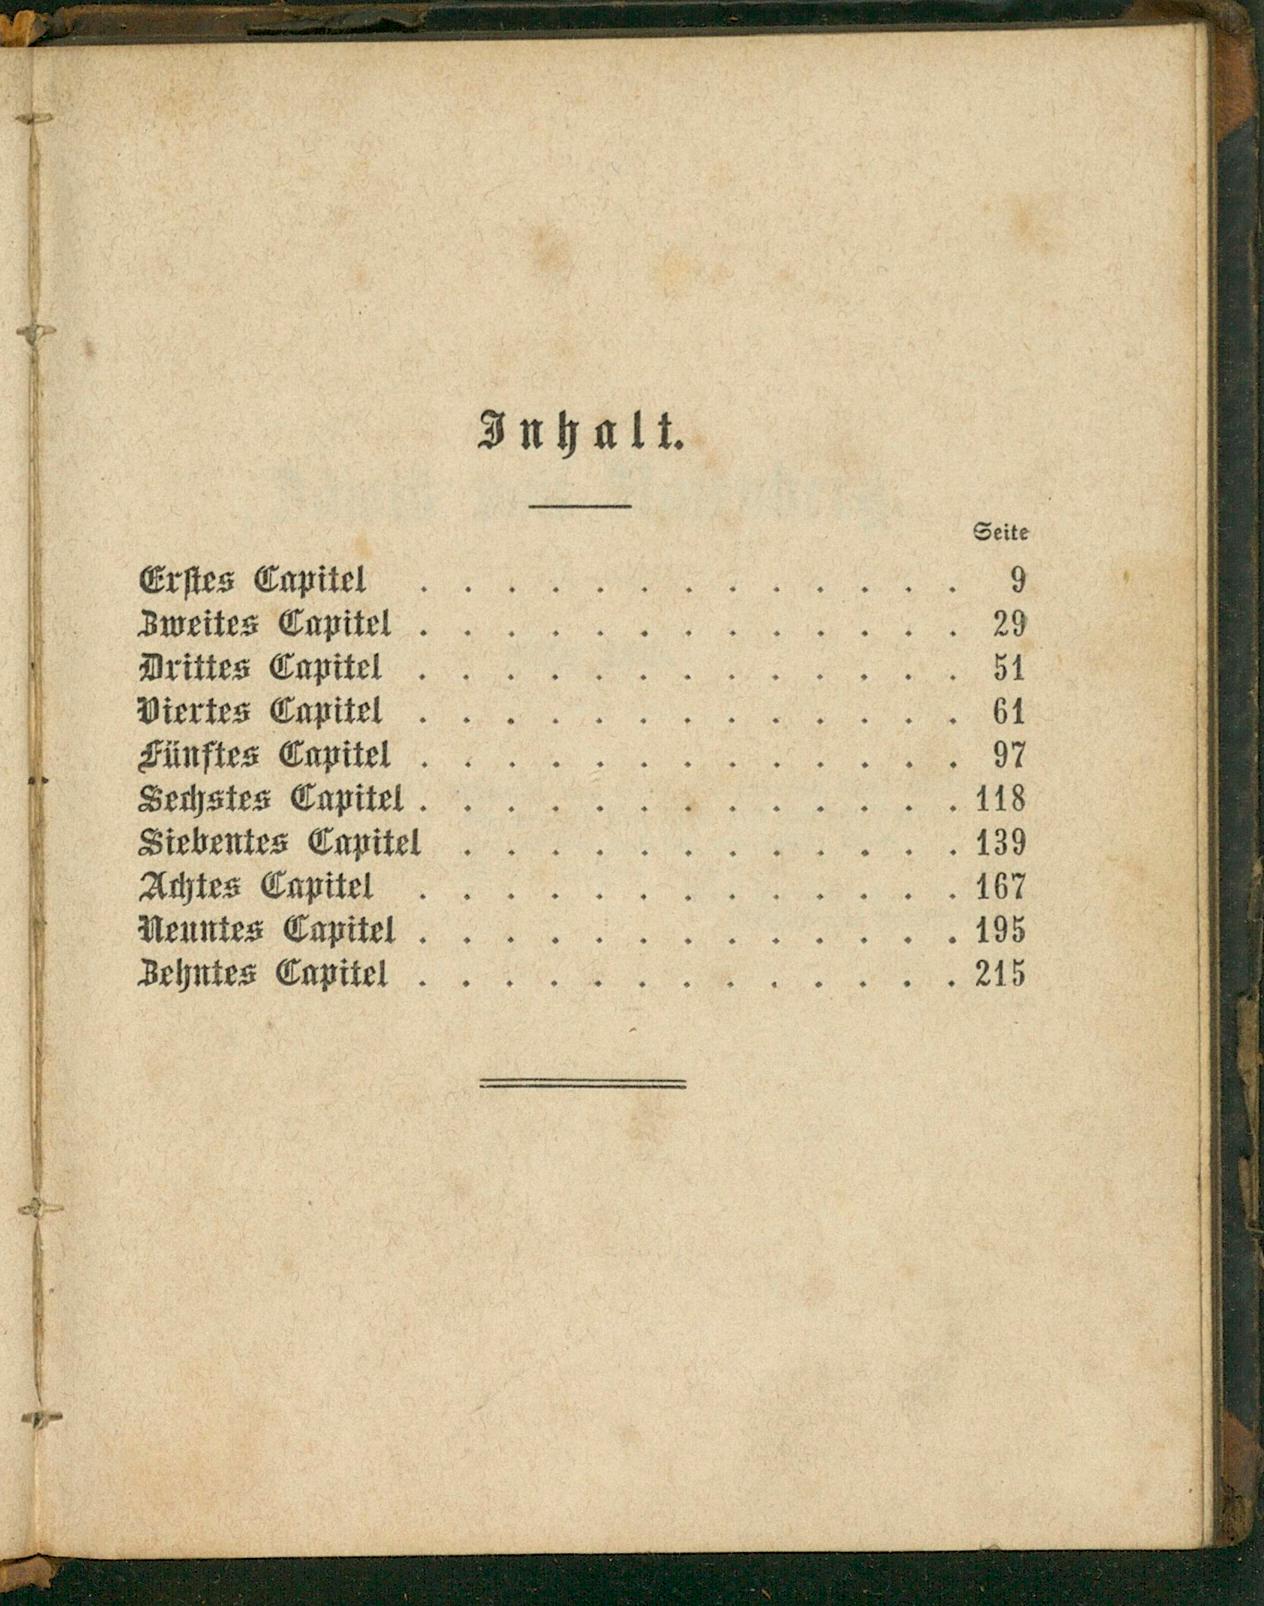 Inhalt.
Seite
Erstes Capitel . . . . . . . . . . . . . 9
Zweites Capitel . . . . . . . . . . . . . 29
Drittes Capitel . . . . . . . . . . . . . 51
Viertes Capitel . . . . . . . . . . . . . 61
Fünftes Capitel . . . . . . . . . . . . . 97
Sechstes Capitel . . . . . . . . . . . . . 118
Siebentes Capitel . . . . . . . . . . . . 139
Achtes Capitel . . . . . . . . . . . . . 167
Neuntes Capitel . . . . . . . . . . . . . 195
Zehntes Capitel . . . . . . . . . . . . . 215